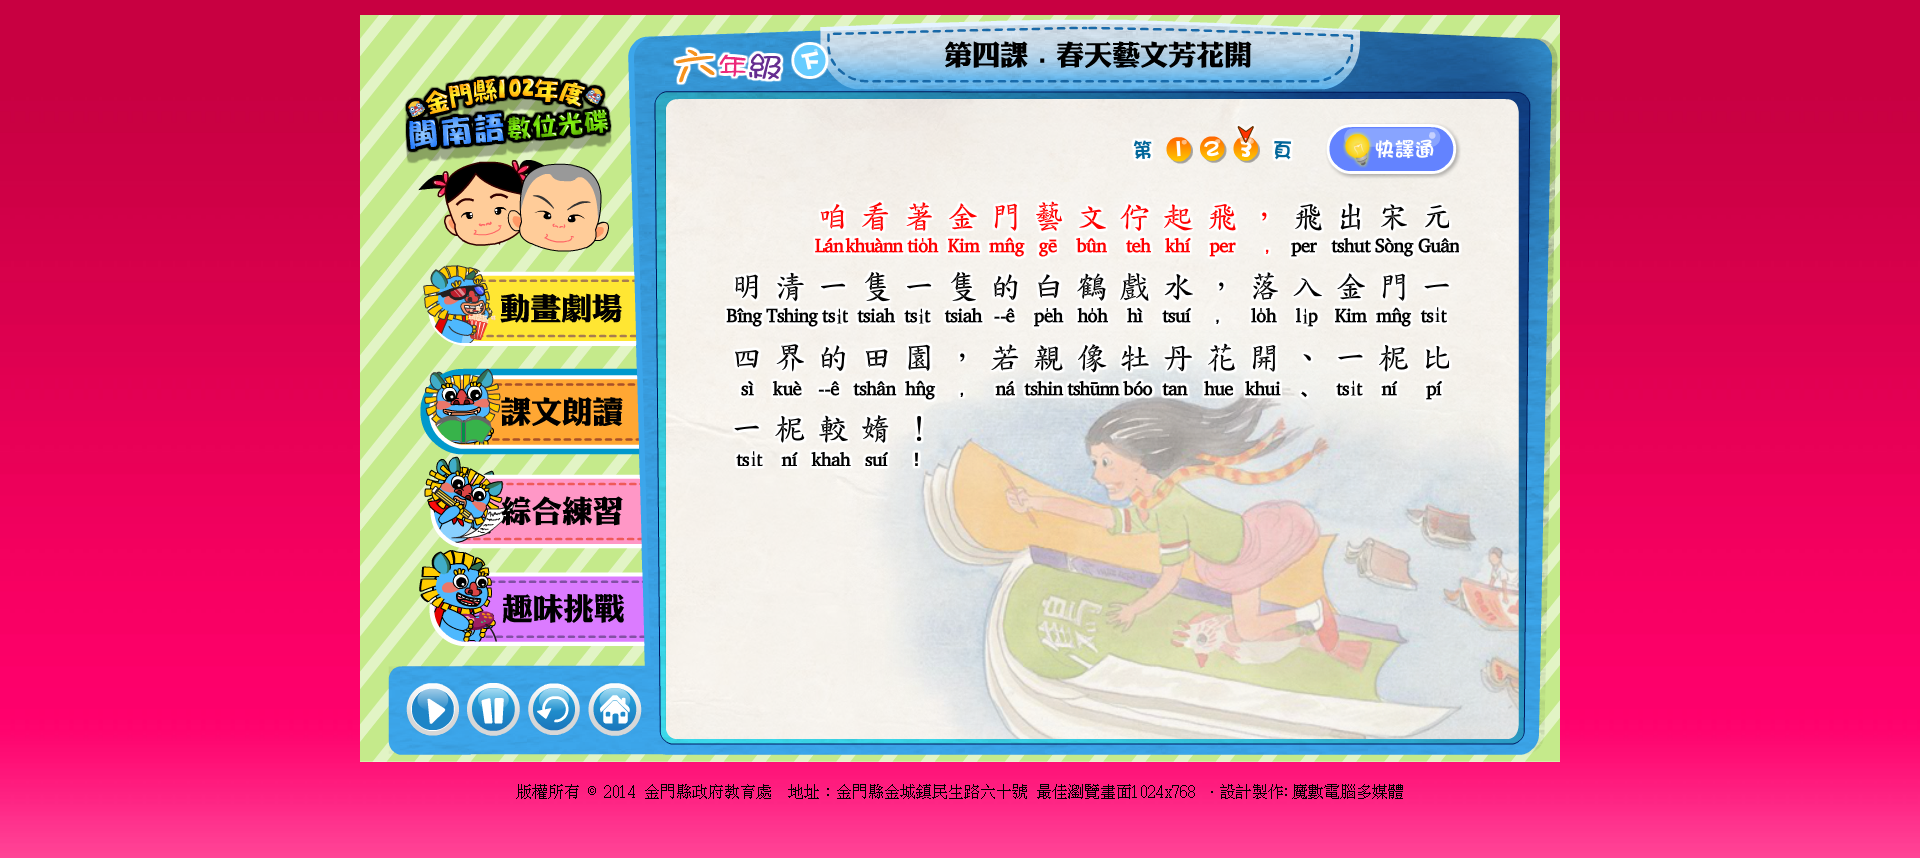 六年級 下
第四課．春天藝文芳花開
金門縣102年度
閩南語數位光碟
第 1 2 3 頁
快譯通
咱看著金門藝文佇起飛，飛出宋元
Lán khuànn tio̍h Kim mn̂g gē bûn teh khí per , per tshut Sòng Guân
明清一隻一隻的白鶴戲水，落入金門一
Bîng Tshing tsi̍t tsiah tsi̍t tsiah --ê pe̍h ho̍h hì tsuí , lo̍h li̍p Kim mn̂g tsi̍t
四界的田園，若親像牡丹花開、一柅比
sì kuè --ê tshân hn̂g , ná tshin tshūnn bóo tan hue khui 、 tsi̍t ní pí
一柅較媠！
tsi̍t ní khah suí !
動畫劇場
課文朗讀
綜合練習
趣味挑戰
版權所有 © 2014 金門縣政府教育處 地址：金門縣金城鎮民生路六十號 最佳瀏覽畫面1024x768 ．設計製作:魔數電腦多媒體